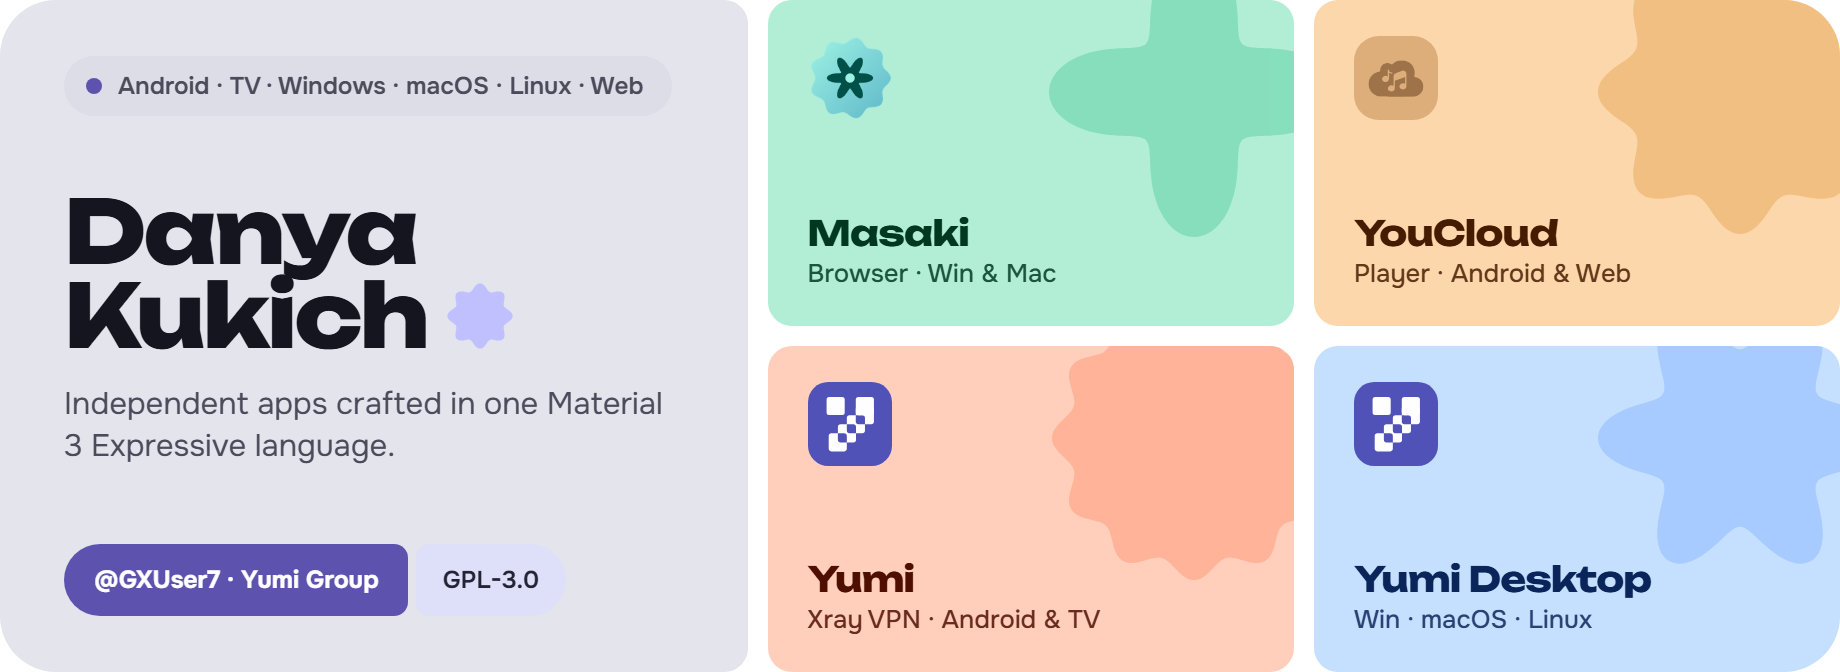 Android · TV · Windows · macOS · Linux · Web
Danya
Kukich
Independent apps crafted in one Material
3 Expressive language.
@GXUser7 · Yumi Group
GPL-3.0
Masaki
Browser · Win & Mac
YouCloud
Player · Android & Web
Yumi
Xray VPN · Android & TV
Yumi Desktop
Win · macOS · Linux